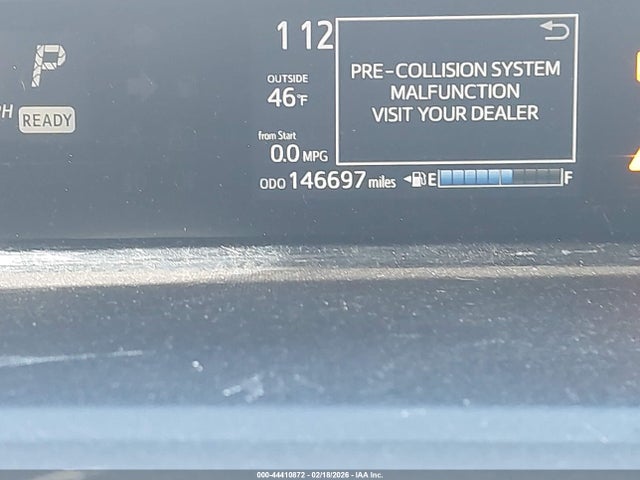 P
READY
1 12
OUTSIDE
46°F
from Start
0.0 MPG
ODO 146697 miles
E F
PRE-COLLISION SYSTEM
MALFUNCTION
VISIT YOUR DEALER
000-44410872 - 02/18/2026 - IAA Inc.